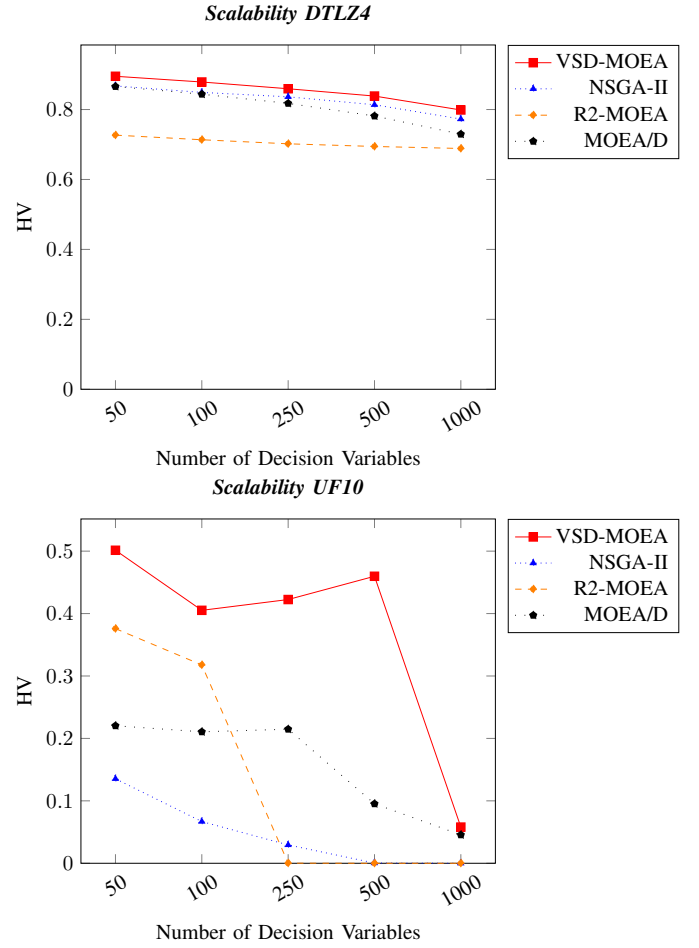 Scalability DTLZ4
VSD-MOEA
NSGA-II
R2-MOEA
MOEA/D
HV
0.8
0.6
0.4
0.2
0
50
100
250
500
1000
Number of Decision Variables
Scalability UF10
VSD-MOEA
NSGA-II
R2-MOEA
MOEA/D
HV
0.5
0.4
0.3
0.2
0.1
0
50
100
250
500
1000
Number of Decision Variables